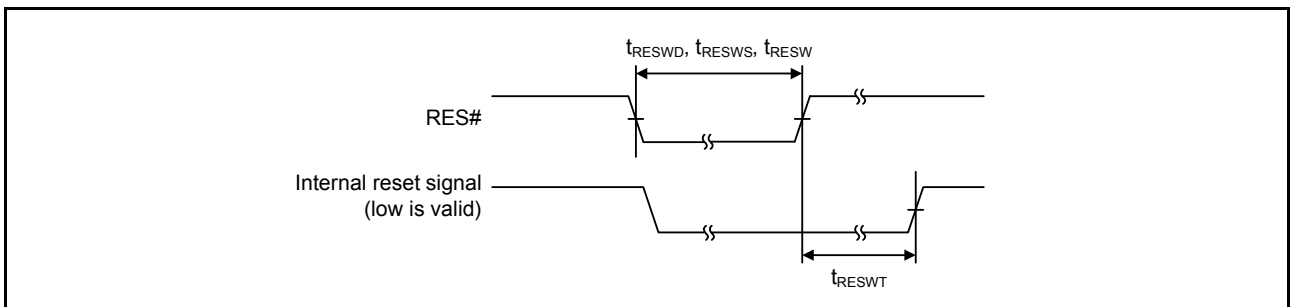 tRESWD, tRESWS, tRESW
RES#
Internal reset signal
(low is valid)
tRESWT